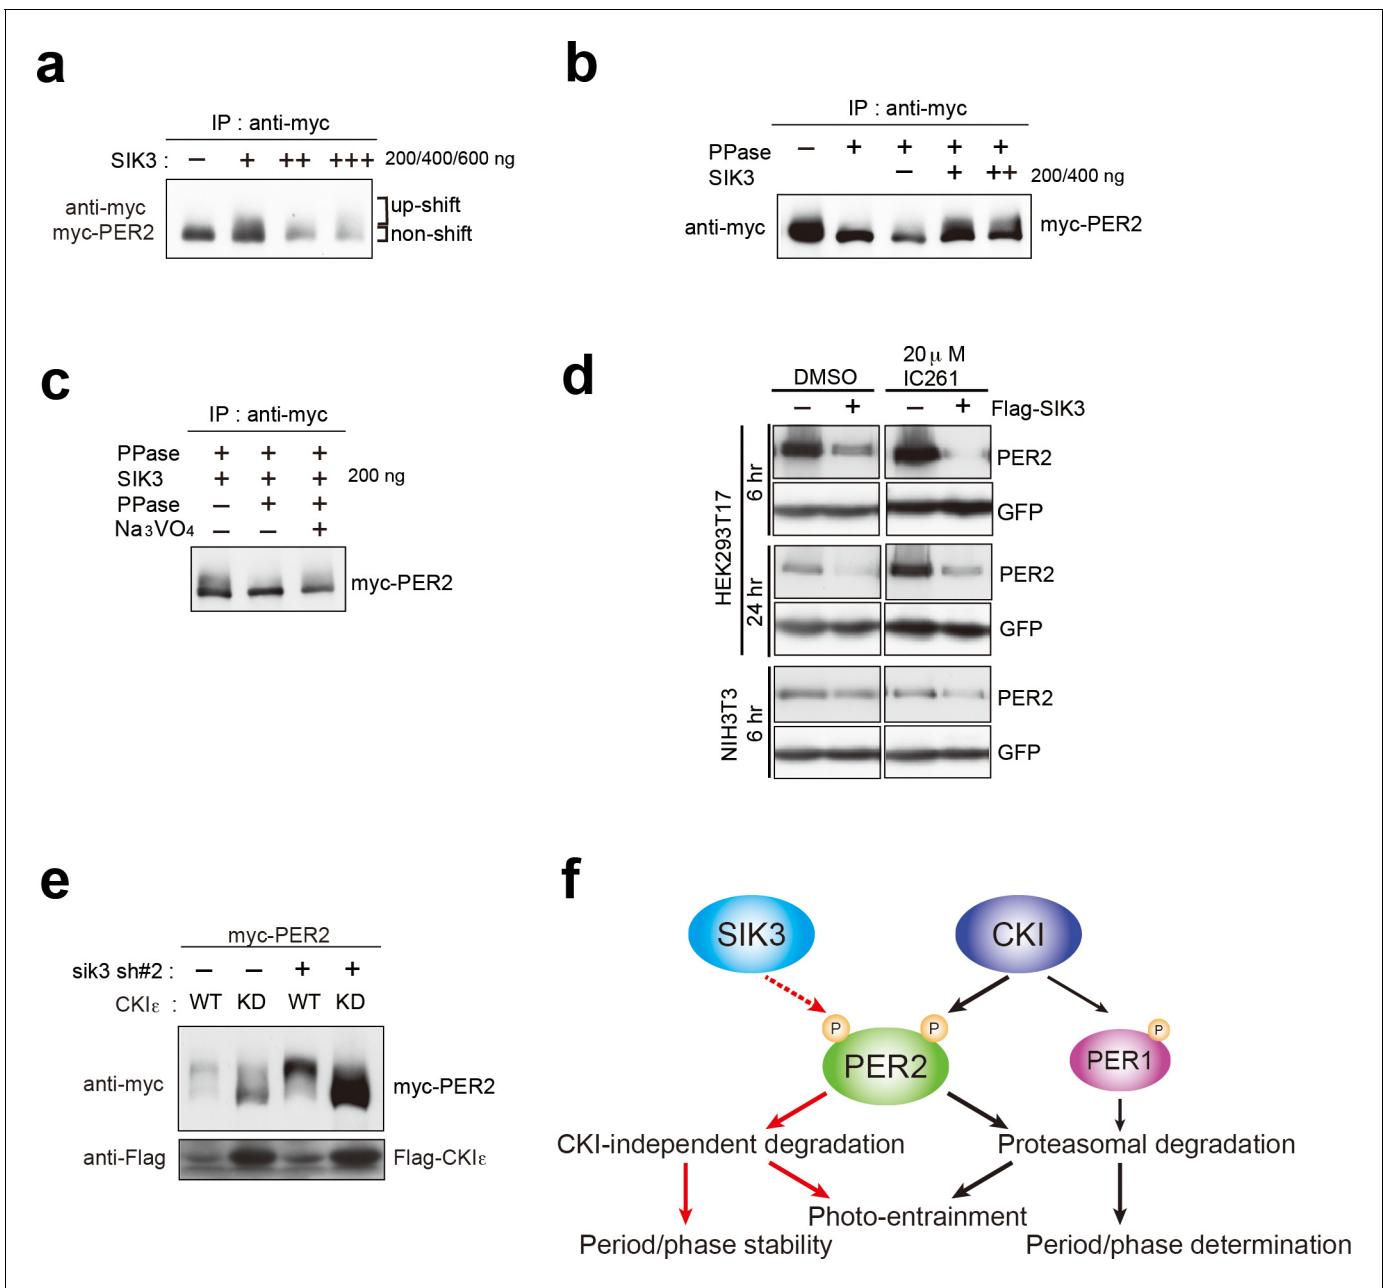 a
IP : anti-myc
SIK3 : – + ++ +++ 200/400/600 ng
anti-myc
myc-PER2
up-shift
non-shift
b
IP : anti-myc
PPase – + + + +
SIK3 – + ++ 200/400 ng
anti-myc
myc-PER2
c
IP : anti-myc
PPase + + +
SIK3 + + + 200 ng
PPase – + +
Na3VO4 – – +
myc-PER2
d
20 μ M
DMSO IC261
– + – + Flag-SIK3
HEK293T17
6 hr
PER2
GFP
24 hr
PER2
GFP
NIH3T3
6 hr
PER2
GFP
e
myc-PER2
sik3 sh#2 : – – + +
CKIε : WT KD WT KD
anti-myc
myc-PER2
anti-Flag
Flag-CKIε
f
SIK3 CKI
P P P
PER2 PER1
CKI-independent degradation Proteasomal degradation
Photo-entrainment
Period/phase stability Period/phase determination